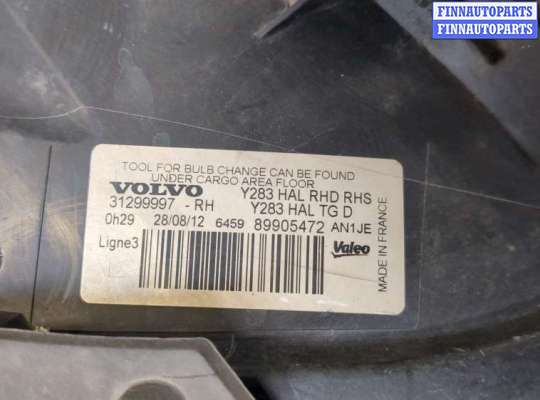 FINNAUTOPARTS
FINNAUTOPARTS
TOOL FOR BULB CHANGE CAN BE FOUND
UNDER CARGO AREA FLOOR
VOLVO Y283 HAL RHD RHS
31299997 - RH Y283 HAL TG D
0h29 28/08/12 6459 89905472 AN1JE
Ligne3 Valeo
MADE IN FRANCE